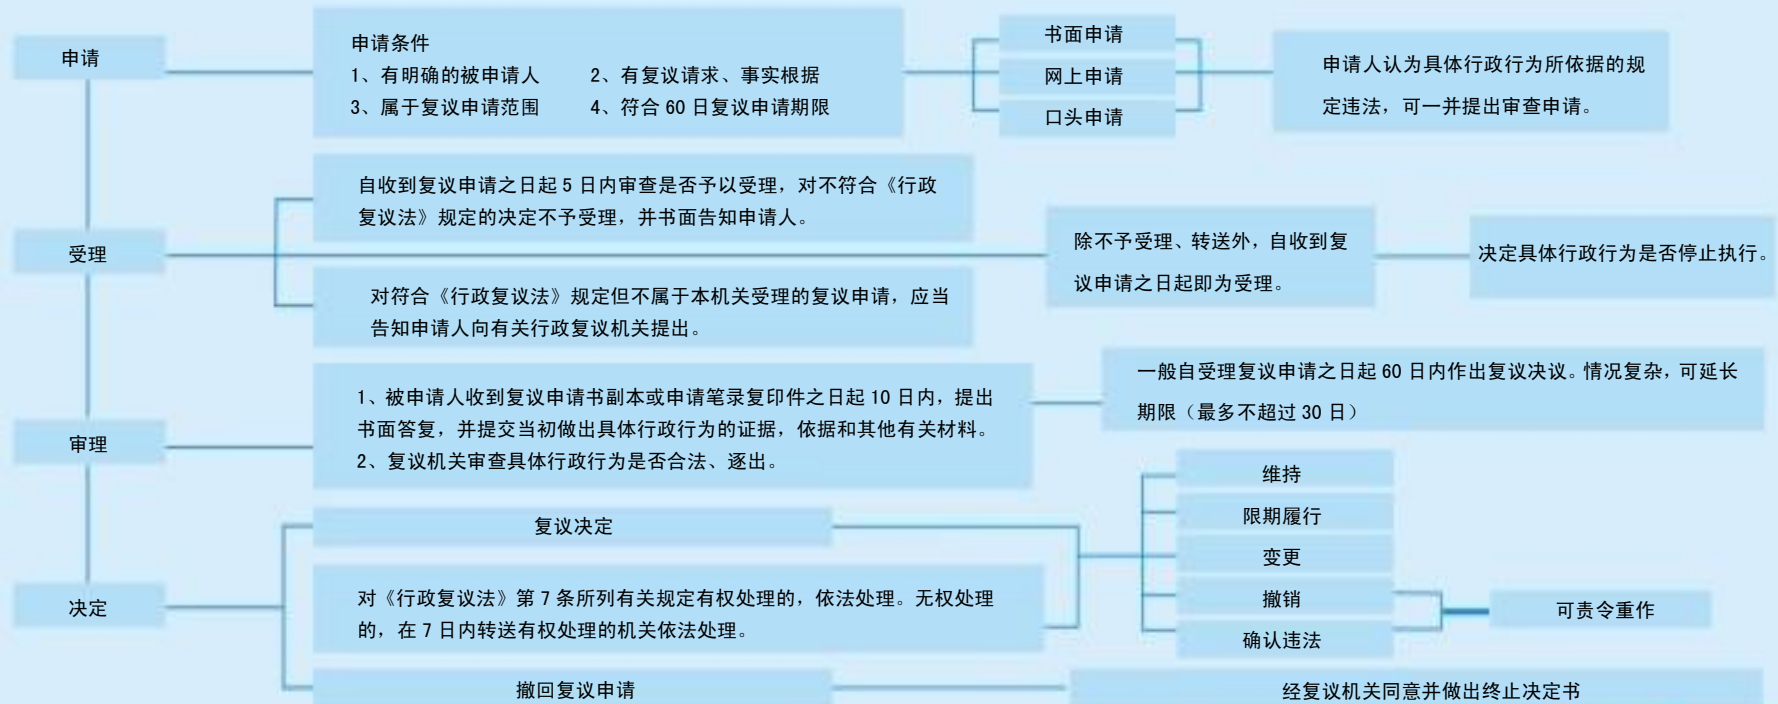 申请
申请条件
1、有明确的被申请人 2、有复议请求、事实根据
3、属于复议申请范围 4、符合 60 日复议申请期限
书面申请
网上申请
口头申请
申请人认为具体行政行为所依据的规
定违法，可一并提出审查申请。
受理
自收到复议申请之日起 5 日内审查是否予以受理，对不符合《行政
复议法》规定的决定不予受理，并书面告知申请人。
对符合《行政复议法》规定但不属于本机关受理的复议申请，应当
告知申请人向有关行政复议机关提出。
除不予受理、转送外，自收到复
议申请之日起即为受理。
决定具体行政行为是否停止执行。
审理
1、被申请人收到复议申请书副本或申请笔录复印件之日起 10 日内，提出
书面答复，并提交当初做出具体行政行为的证据，依据和其他有关材料。
2、复议机关审查具体行政行为是否合法、逐出。
一般自受理复议申请之日起 60 日内作出复议决议。情况复杂，可延长
期限（最多不超过 30 日）
决定
复议决定
对《行政复议法》第 7 条所列有关规定有权处理的，依法处理。无权处理
的，在 7 日内转送有权处理的机关依法处理。
维持
限期履行
变更
撤销
确认违法
可责令重作
撤回复议申请
经复议机关同意并做出终止决定书